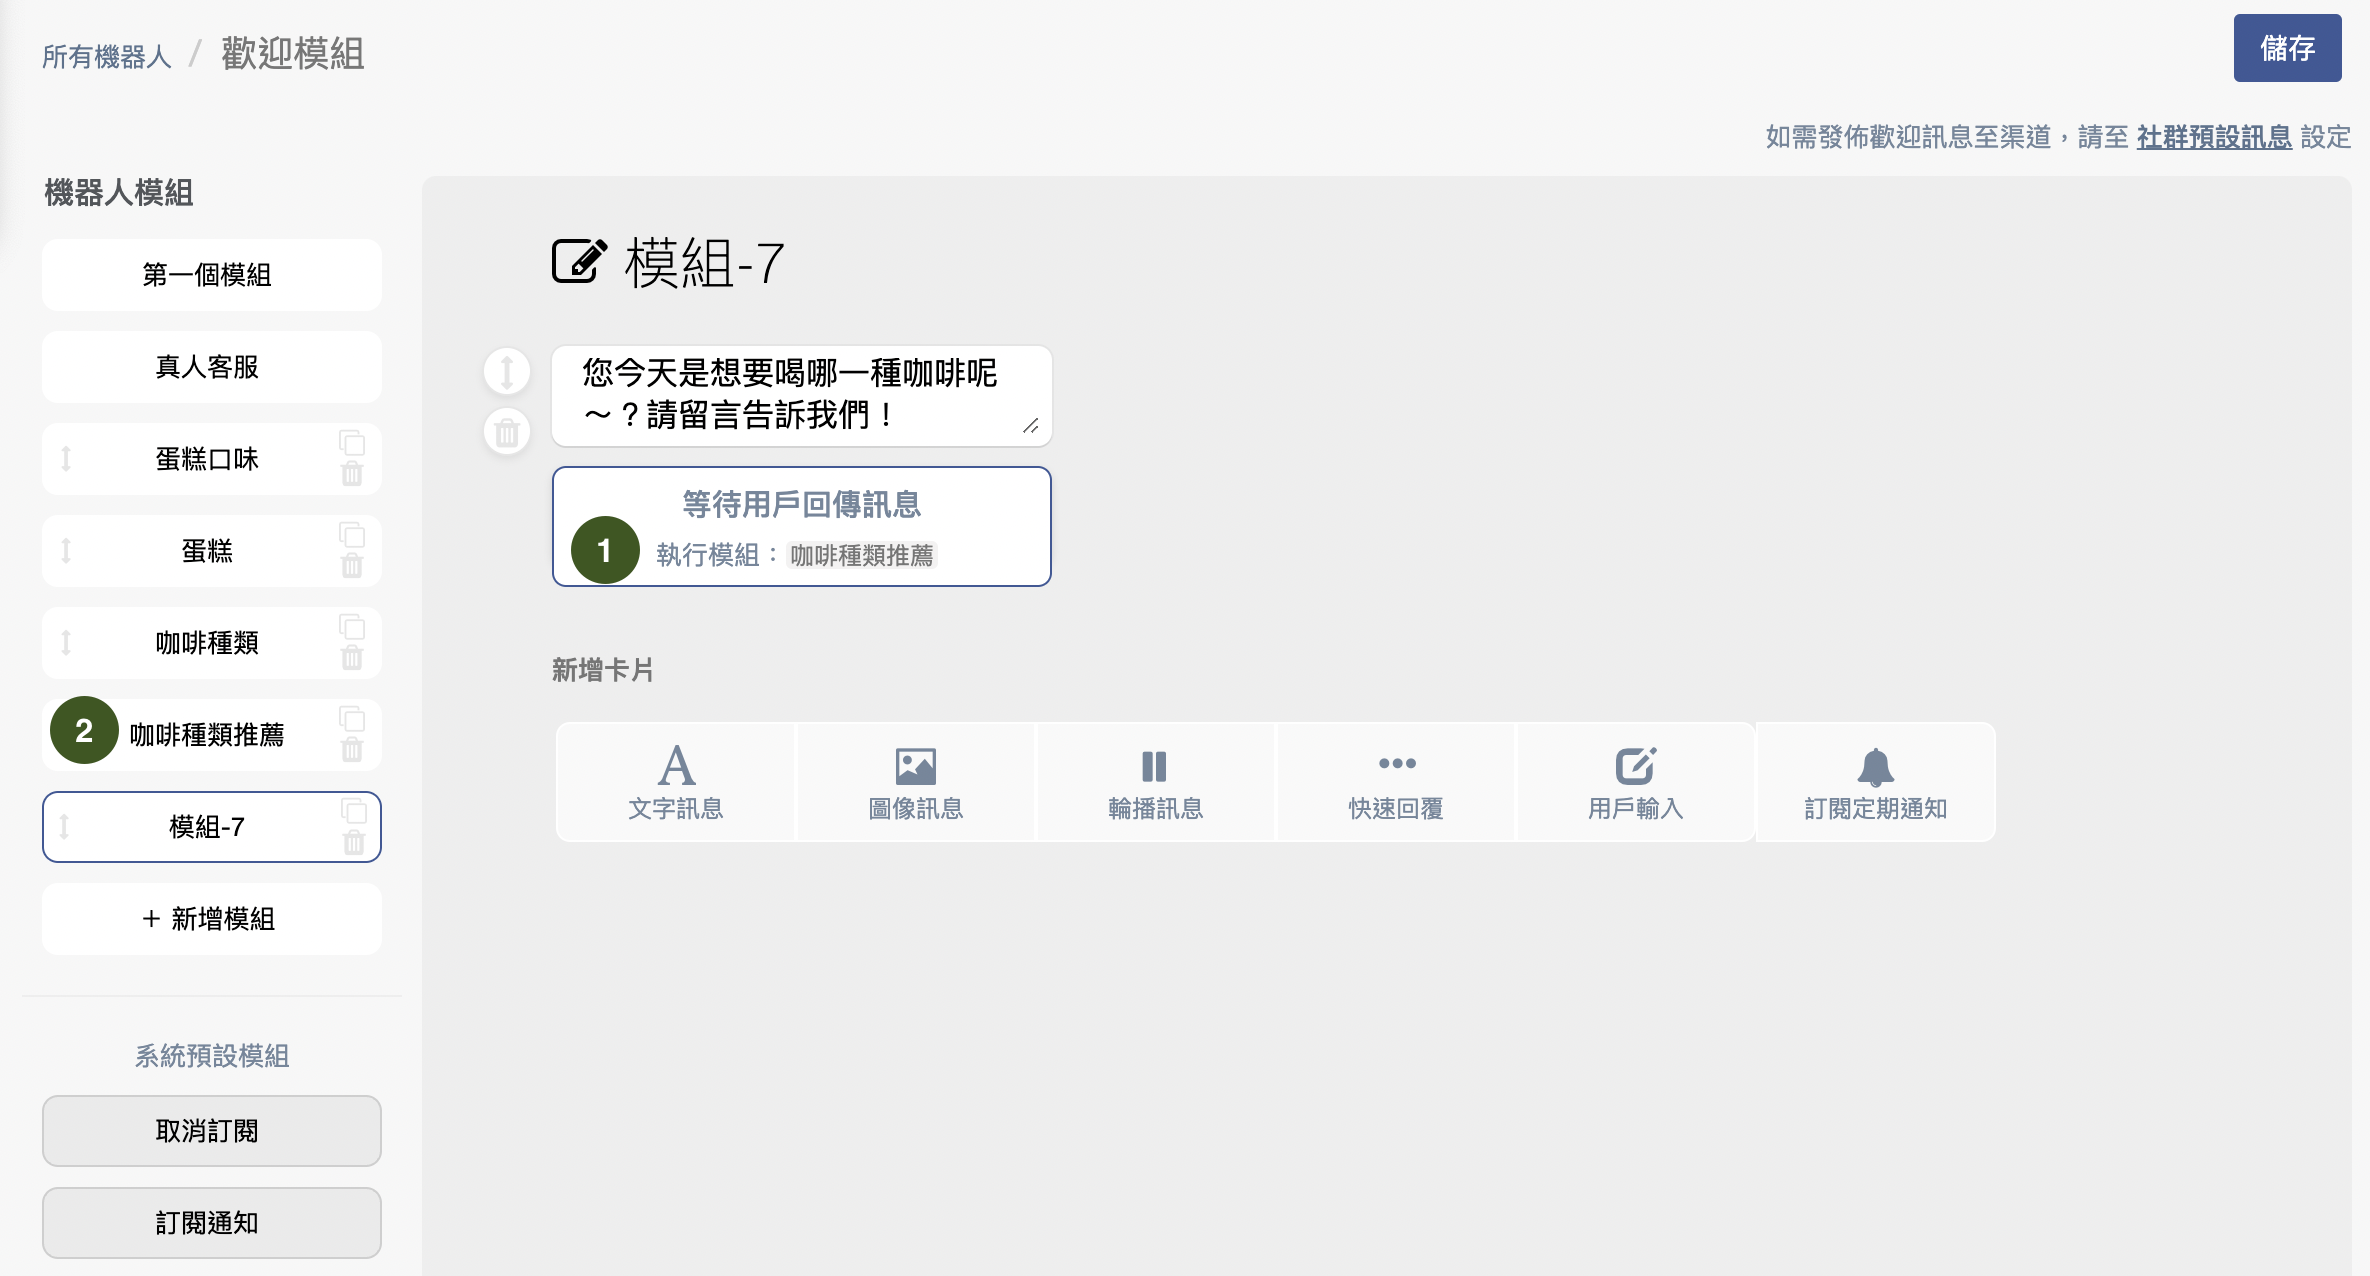 所有機器人 / 歡迎模組
儲存
如需發佈歡迎訊息至渠道，請至 社群預設訊息 設定
機器人模組
第一個模組
真人客服
蛋糕口味
蛋糕
咖啡種類
2 咖啡種類推薦
模組-7
+ 新增模組
系統預設模組
取消訂閱
訂閱通知
模組-7
您今天是想要喝哪一種咖啡呢
～？請留言告訴我們！
等待用戶回傳訊息
1 執行模組：咖啡種類推薦
新增卡片
文字訊息
圖像訊息
輪播訊息
快速回覆
用戶輸入
訂閱定期通知